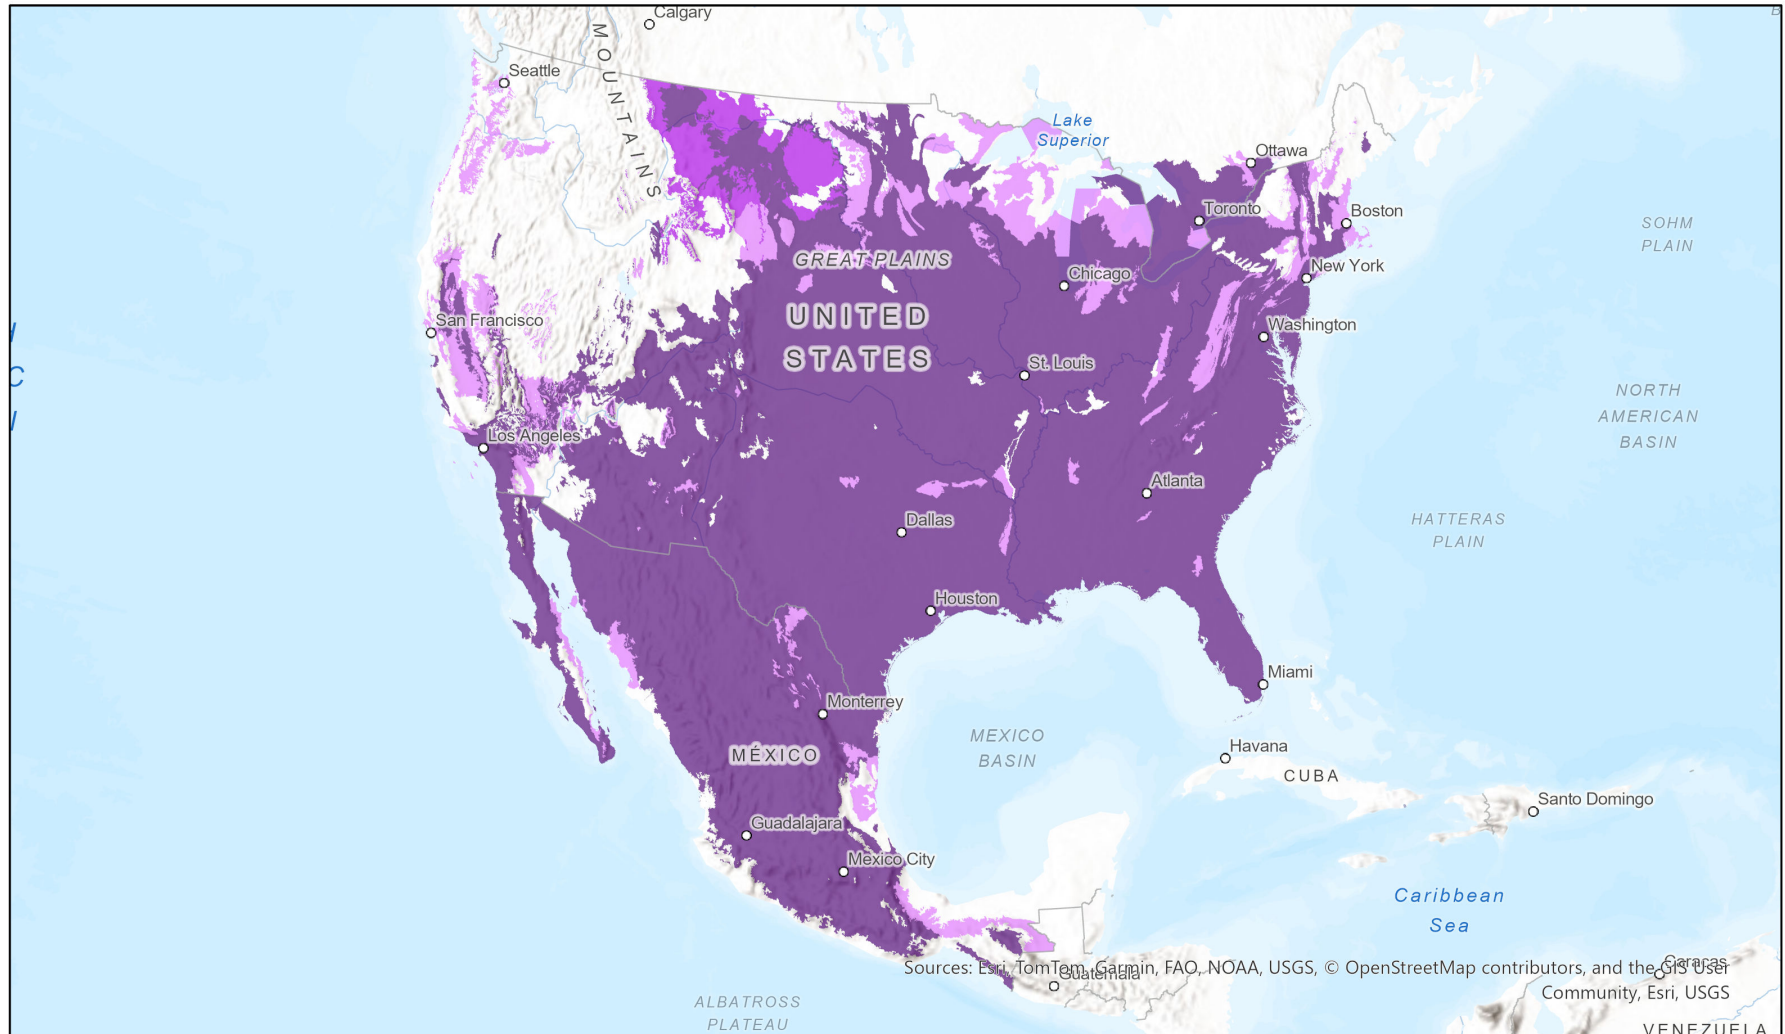 Calgary
B
MOUNTAINS
Seattle
Lake
Superior
Ottawa
Toronto
Boston
SOHM
PLAIN
GREAT PLAINS
Chicago
New York
UNITED
STATES
San Francisco
Washington
St. Louis
C
NORTH
AMERICAN
BASIN
Los Angeles
Atlanta
Dallas
HATTERAS
PLAIN
Houston
Miami
Monterrey
MEXICO
BASIN
MÉXICO
Havana
CUBA
Santo Domingo
Guadalajara
Mexico City
Caribbean
Sea
Sources: Esri, TomTom, Garmin, FAO, NOAA, USGS, © OpenStreetMap contributors, and the GIS User
Community, Esri, USGS
Caracas
Guatemala
ALBATROSS
PLATEAU
VENEZUELA